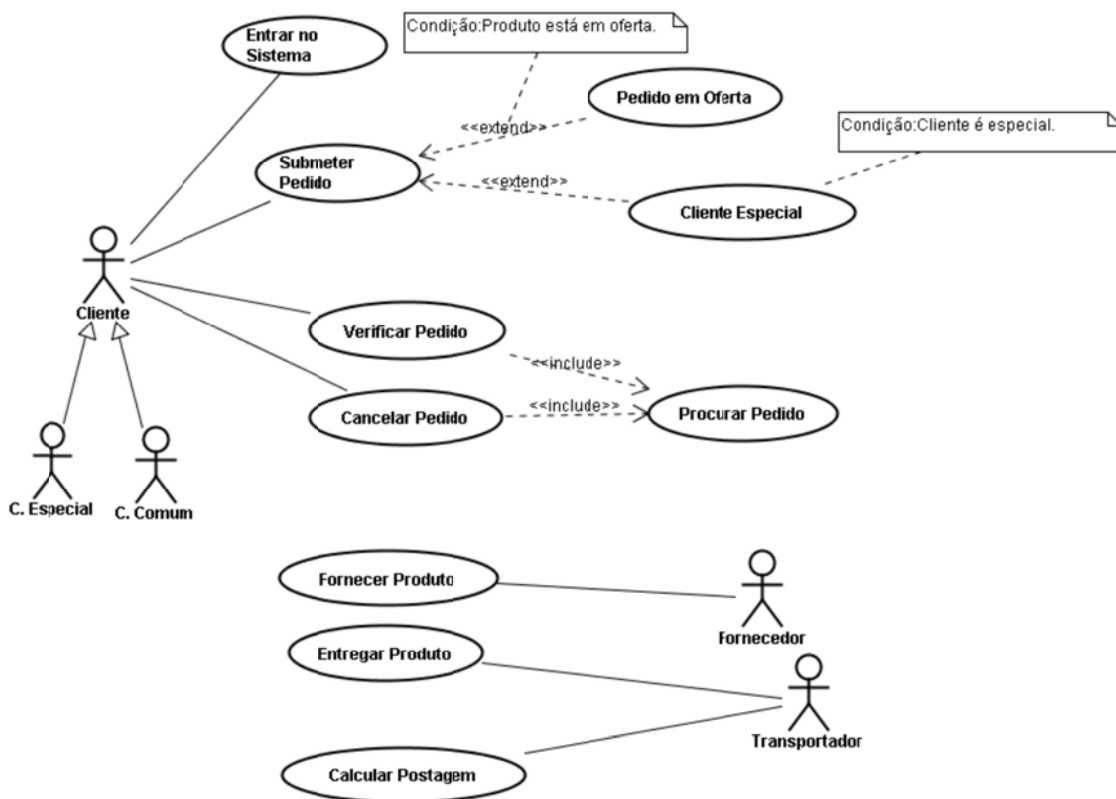 Entrar no
Sistema
Condição:Produto está em oferta.
Pedido em Oferta
<<extend>>
Condição:Cliente é especial.
Submeter
Pedido
<<extend>>
Cliente Especial
Cliente
Verificar Pedido
<<include>>
Cancelar Pedido
<<include>>
Procurar Pedido
C. Especial
C. Comum
Fornecer Produto
Fornecedor
Entregar Produto
Transportador
Calcular Postagem